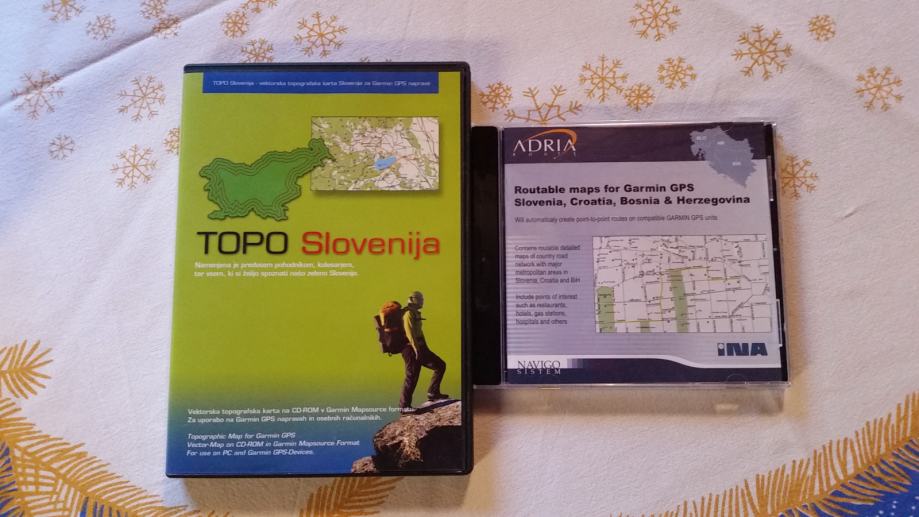 TOPO Slovenija - vektorska topografska karta Slovenije za Garmin GPS naprave
TOPO Slovenija
Namenjena je predvsem pohodnikom, kolesarjem,
ter vsem, ki si želijo spoznati našo zeleno Slovenijo.
Vektorska topografska karta na CD-ROM v Garmin Mapsource formatu.
Za uporabo na Garmin GPS napravah in osebnih računalnikih.
Topographic Map for Garmin GPS
Vector-Map on CD-ROM in Garmin Mapsource Format
For use on PC and Garmin GPS-Devices.
ADRIA
ROUTE
Routable maps for Garmin GPS
Slovenia, Croatia, Bosnia & Herzegovina
Will automaticaly create point-to-point routes on compatible GARMIN GPS units
Contains routable detailed
maps of country road
network with major
metropolitan areas in
Slovenia, Croatia and BiH
Include points of interest
such as restaurants,
hotels, gas stations,
hospitals and others
NAVIGO
SISTEM
INA